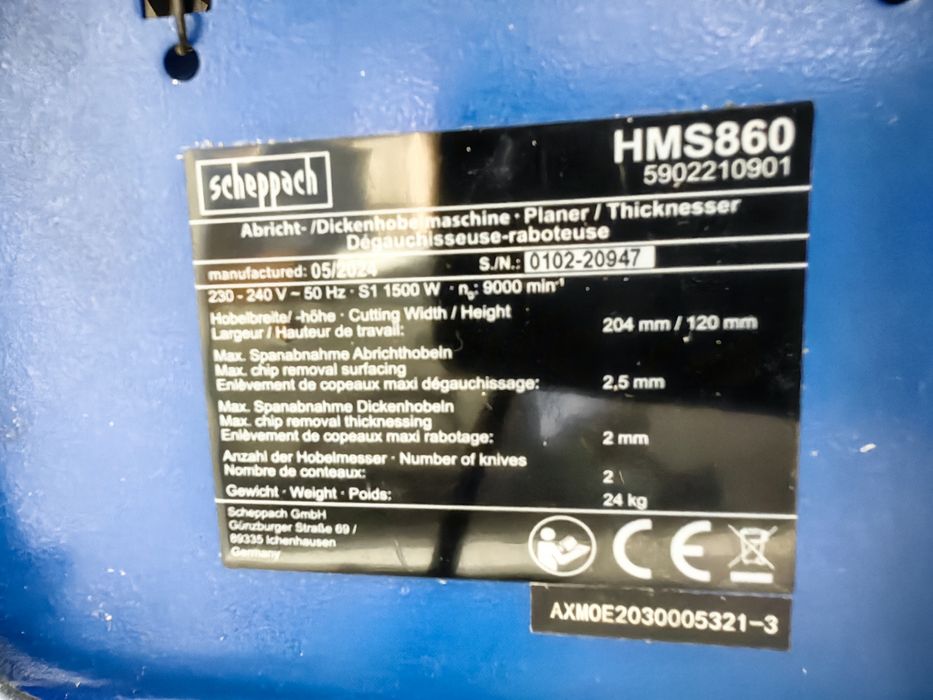 scheppach
HMS860
5902210901
Abricht- /Dickenhobelmaschine · Planer / Thicknesser
Dégauchisseuse-raboteuse
manufactured: 05/2024 S./N.: 0102-20947
230 - 240 V ~ 50 Hz · S1 1500 W · n₀: 9000 min⁻¹
Hobelbreite/ -höhe · Cutting Width / Height
Largeur / Hauteur de travail: 204 mm / 120 mm
Max. Spanabnahme Abrichthobeln
Max. chip removal surfacing
Enlèvement de copeaux maxi dégauchissage: 2,5 mm
Max. Spanabnahme Dickenhobeln
Max. chip removal thicknessing
Enlèvement de copeaux maxi rabotage: 2 mm
Anzahl der Hobelmesser · Number of knives
Nombre de conteaux: 2
Gewicht · Weight · Poids: 24 kg
Scheppach GmbH
Günzburger Straße 69 /
89335 Ichenhausen
Germany
CE
AXM0E2030005321-3